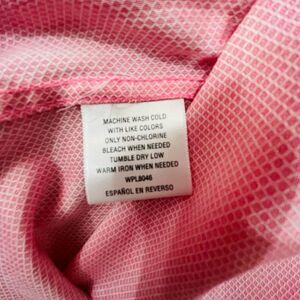 MACHINE WASH COLD
WITH LIKE COLORS
ONLY NON-CHLORINE
BLEACH WHEN NEEDED
TUMBLE DRY LOW
WARM IRON WHEN NEEDED
WPL8046
ESPAÑOL EN REVERSO